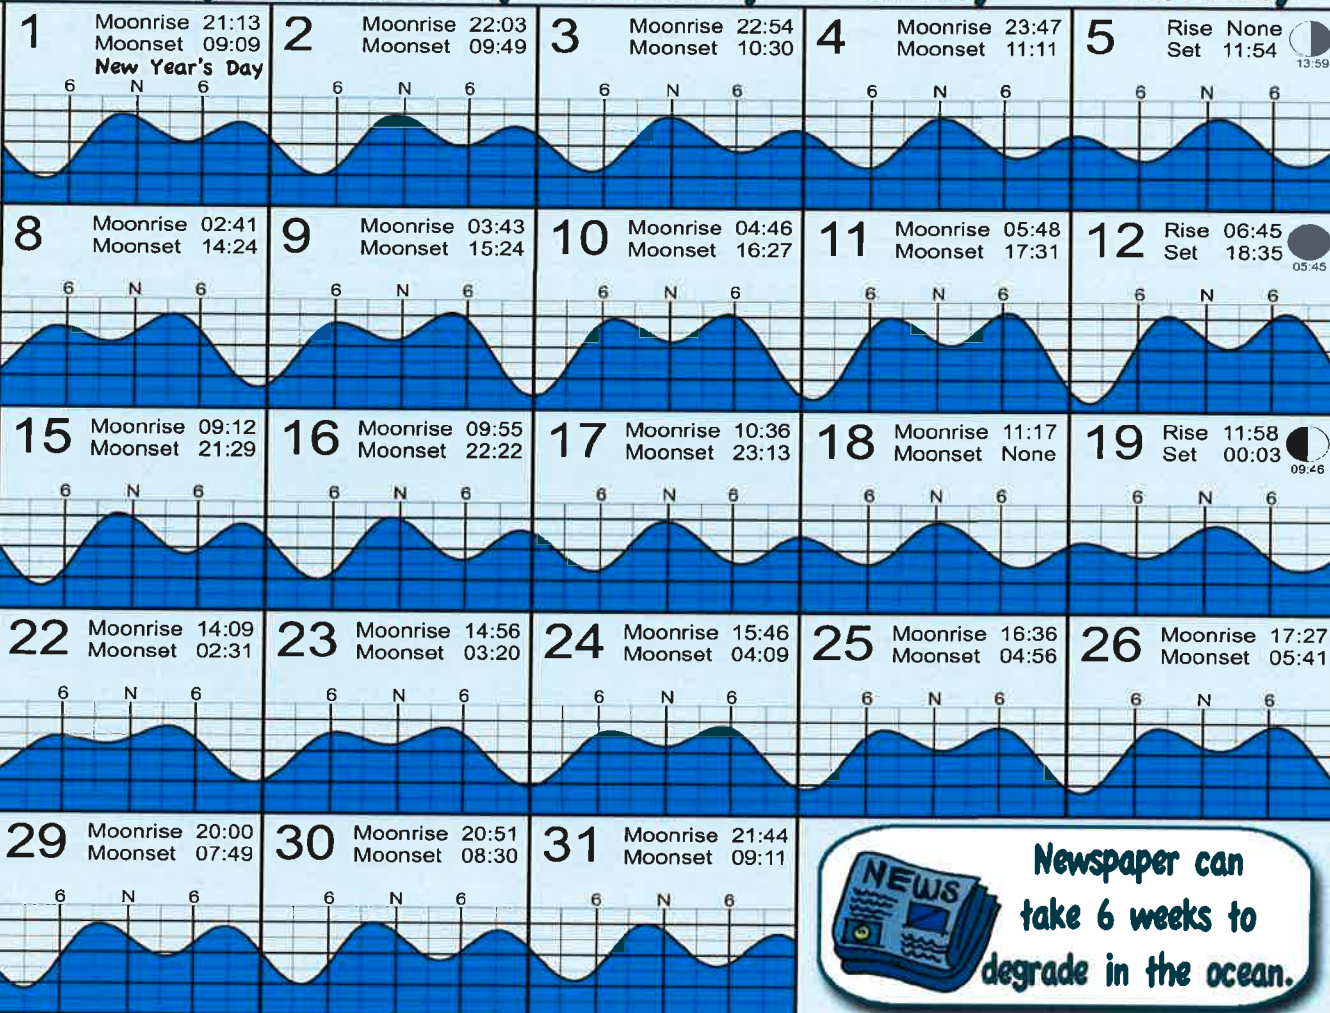 1 Moonrise 21:13
Moonset 09:09
New Year's Day
6 N 6
2 Moonrise 22:03
Moonset 09:49
6 N 6
3 Moonrise 22:54
Moonset 10:30
6 N 6
4 Moonrise 23:47
Moonset 11:11
6 N 6
5 Rise None
Set 11:54
13:59
6 N 6
8 Moonrise 02:41
Moonset 14:24
6 N 6
9 Moonrise 03:43
Moonset 15:24
6 N 6
10 Moonrise 04:46
Moonset 16:27
6 N 6
11 Moonrise 05:48
Moonset 17:31
6 N 6
12 Rise 06:45
Set 18:35
05:45
6 N 6
15 Moonrise 09:12
Moonset 21:29
6 N 6
16 Moonrise 09:55
Moonset 22:22
6 N 6
17 Moonrise 10:36
Moonset 23:13
6 N 6
18 Moonrise 11:17
Moonset None
6 N 6
19 Rise 11:58
Set 00:03
09:46
6 N 6
22 Moonrise 14:09
Moonset 02:31
6 N 6
23 Moonrise 14:56
Moonset 03:20
6 N 6
24 Moonrise 15:46
Moonset 04:09
6 N 6
25 Moonrise 16:36
Moonset 04:56
6 N 6
26 Moonrise 17:27
Moonset 05:41
6 N 6
29 Moonrise 20:00
Moonset 07:49
6 N 6
30 Moonrise 20:51
Moonset 08:30
6 N 6
31 Moonrise 21:44
Moonset 09:11
6 N 6
NEWS
Newspaper can
take 6 weeks to
degrade in the ocean.